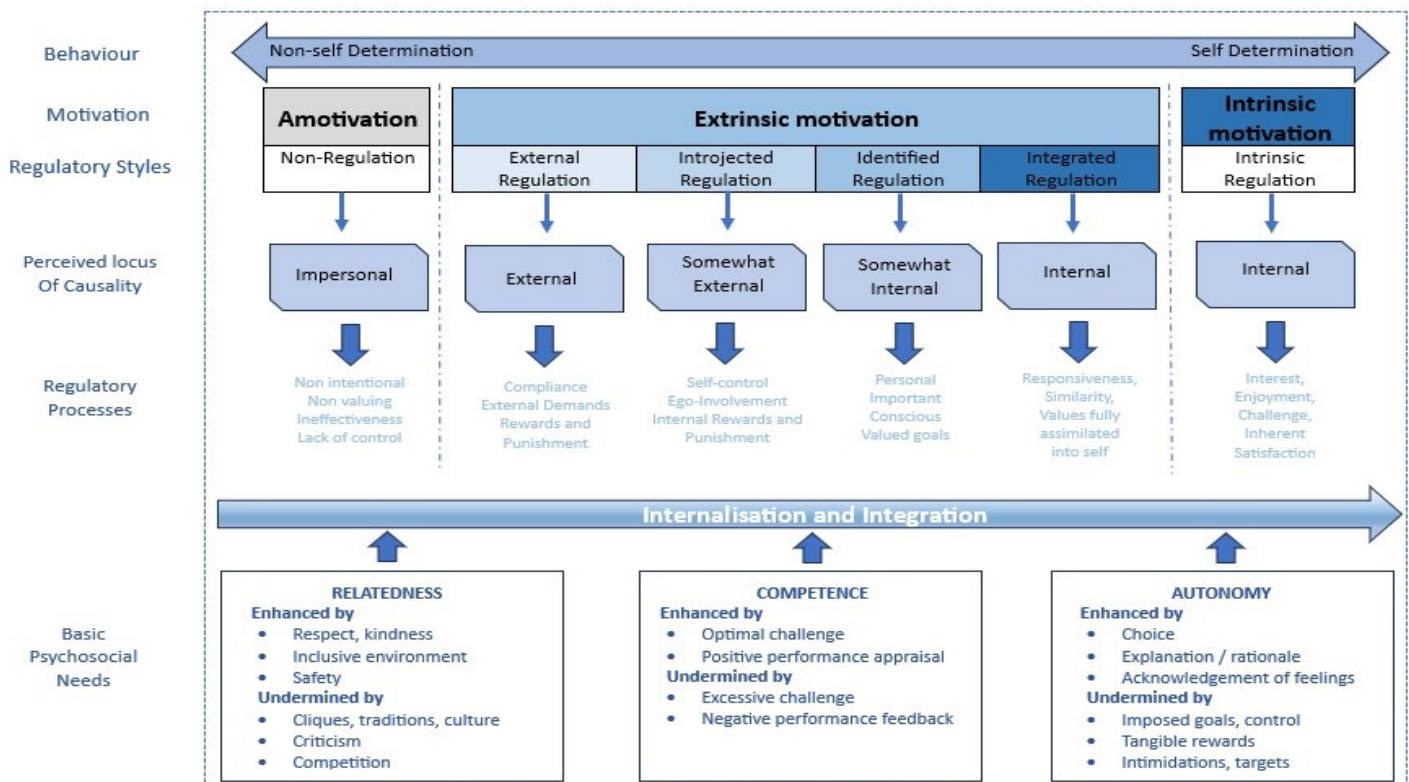 Behaviour
Non-self Determination
Self Determination
Motivation
Amotivation
Extrinsic motivation
Intrinsic
motivation
Regulatory Styles
Non-Regulation
External
Regulation
Introjected
Regulation
Identified
Regulation
Integrated
Regulation
Intrinsic
Regulation
Perceived locus
Of Causality
Impersonal
External
Somewhat
External
Somewhat
Internal
Internal
Internal
Regulatory
Processes
Non intentional
Non valuing
Ineffectiveness
Lack of control
Compliance
External Demands
Rewards and
Punishment
Self-control
Ego-Involvement
Internal Rewards and
Punishment
Personal
Important
Conscious
Valued goals
Responsiveness,
Similarity,
Values fully
assimilated
into self
Interest,
Enjoyment,
Challenge,
Inherent
Satisfaction
Internalisation and Integration
Basic
Psychosocial
Needs
RELATEDNESS
Enhanced by
• Respect, kindness
• Inclusive environment
• Safety
Undermined by
• Cliques, traditions, culture
• Criticism
• Competition
COMPETENCE
Enhanced by
• Optimal challenge
• Positive performance appraisal
Undermined by
• Excessive challenge
• Negative performance feedback
AUTONOMY
Enhanced by
• Choice
• Explanation / rationale
• Acknowledgement of feelings
Undermined by
• Imposed goals, control
• Tangible rewards
• Intimidations, targets